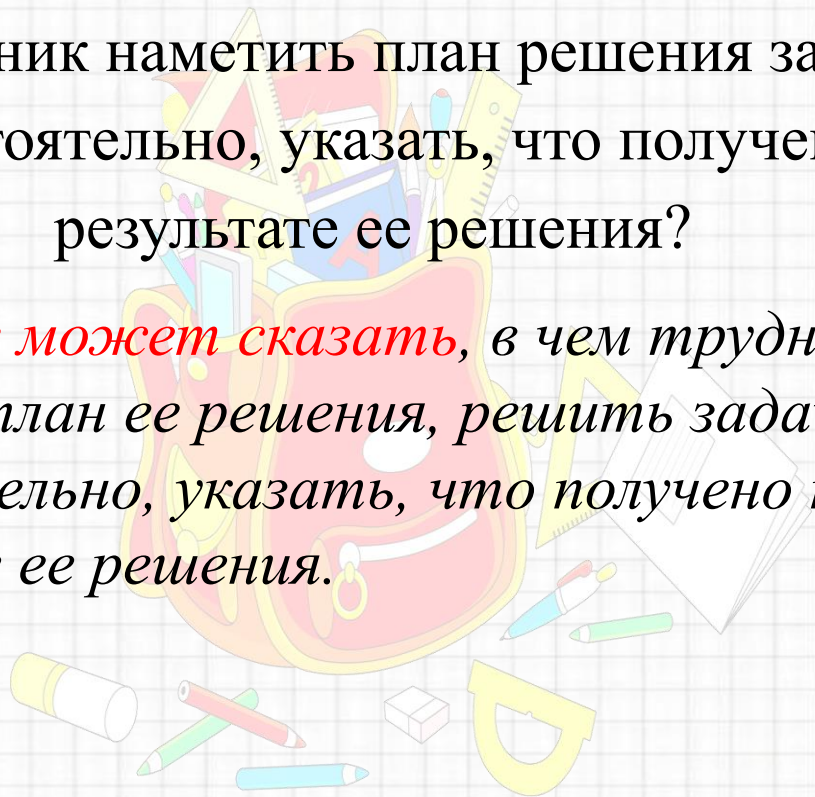 ник наметить план решения за
тоятельно, указать, что получе
результате ее решения?
может сказать, в чем трудн
план ее решения, решить зада
ельно, указать, что получено
ее решения.